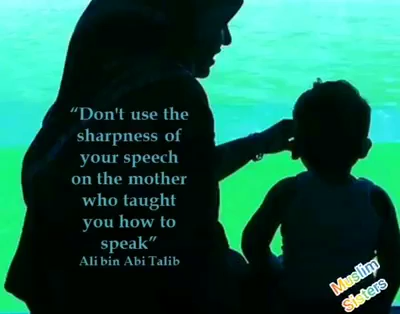 “Don't use the
sharpness of
your speech
on the mother
who taught
you how to
speak”
Ali bin Abi Talib
Muslim
Sisters